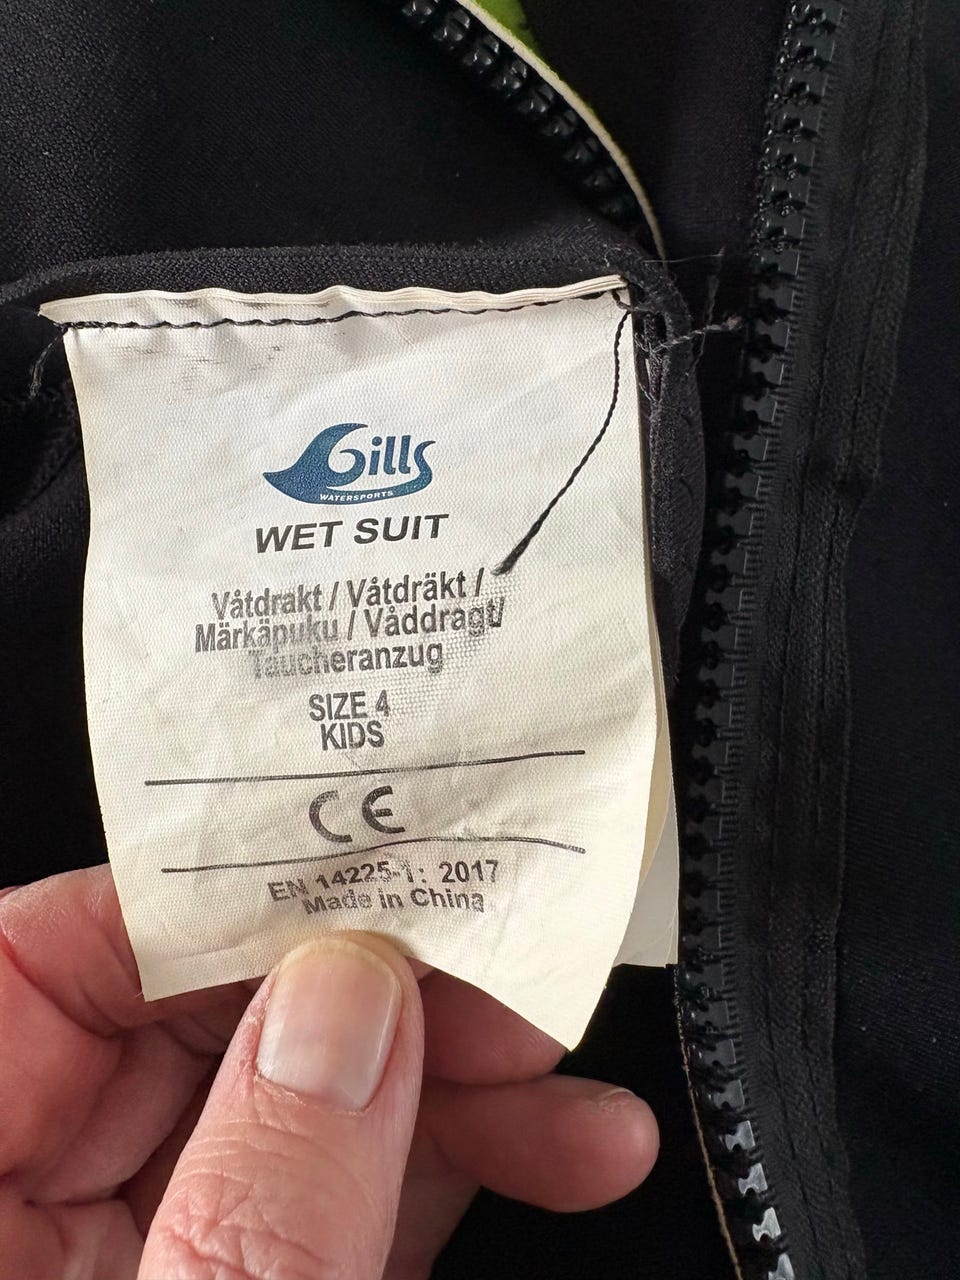 Gills
WATERSPORTS
WET SUIT
Våtdrakt / Våtdräkt /
Märkäpuku / Våddragt/
Taucheranzug
SIZE 4
KIDS
CE
EN 14225-1: 2017
Made in China